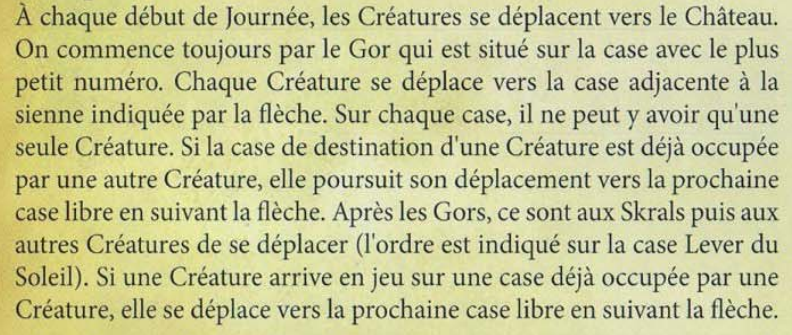 À chaque début de Journée, les Créatures se déplacent vers le Château.
On commence toujours par le Gor qui est situé sur la case avec le plus
petit numéro. Chaque Créature se déplace vers la case adjacente à la
sienne indiquée par la flèche. Sur chaque case, il ne peut y avoir qu'une
seule Créature. Si la case de destination d'une Créature est déjà occupée
par une autre Créature, elle poursuit son déplacement vers la prochaine
case libre en suivant la flèche. Après les Gors, ce sont aux Skrals puis aux
autres Créatures de se déplacer (l'ordre est indiqué sur la case Lever du
Soleil). Si une Créature arrive en jeu sur une case déjà occupée par une
Créature, elle se déplace vers la prochaine case libre en suivant la flèche.